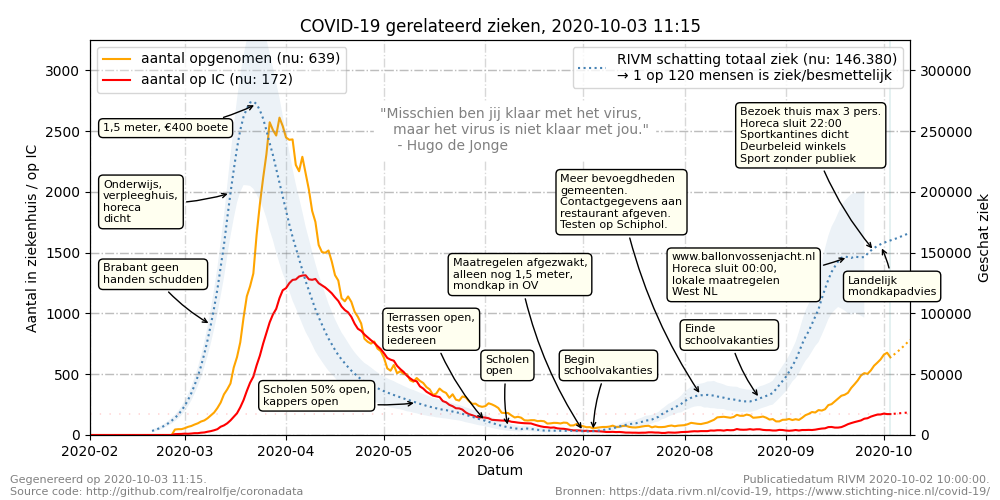 COVID-19 gerelateerd zieken, 2020-10-03 11:15
aantal opgenomen (nu: 639)
aantal op IC (nu: 172)
RIVM schatting totaal ziek (nu: 146.380)
→ 1 op 120 mensen is ziek/besmettelijk
"Misschien ben jij klaar met het virus,
maar het virus is niet klaar met jou."
- Hugo de Jonge
1,5 meter, €400 boete
Onderwijs,
verpleeghuis,
horeca
dicht
Brabant geen
handen schudden
Scholen 50% open,
kappers open
Terrassen open,
tests voor
iedereen
Maatregelen afgezwakt,
alleen nog 1,5 meter,
mondkap in OV
Scholen
open
Begin
schoolvakanties
Meer bevoegdheden
gemeenten.
Contactgegevens aan
restaurant afgeven.
Testen op Schiphol.
Einde
schoolvakanties
www.ballonvossenjacht.nl
Horeca sluit 00:00,
lokale maatregelen
West NL
Bezoek thuis max 3 pers.
Horeca sluit 22:00
Sportkantines dicht
Deurbeleid winkels
Sport zonder publiek
Landelijk
mondkapadvies
Aantal in ziekenhuis / op IC
3000
2500
2000
1500
1000
500
0
Geschat ziek
300000
250000
200000
150000
100000
50000
0
2020-02
2020-03
2020-04
2020-05
2020-06
2020-07
2020-08
2020-09
2020-10
Datum
Gegenereerd op 2020-10-03 11:15.
Source code: http://github.com/realrolfje/coronadata
Publicatiedatum RIVM 2020-10-02 10:00:00.
Bronnen: https://data.rivm.nl/covid-19, https://www.stichting-nice.nl/covid-19/